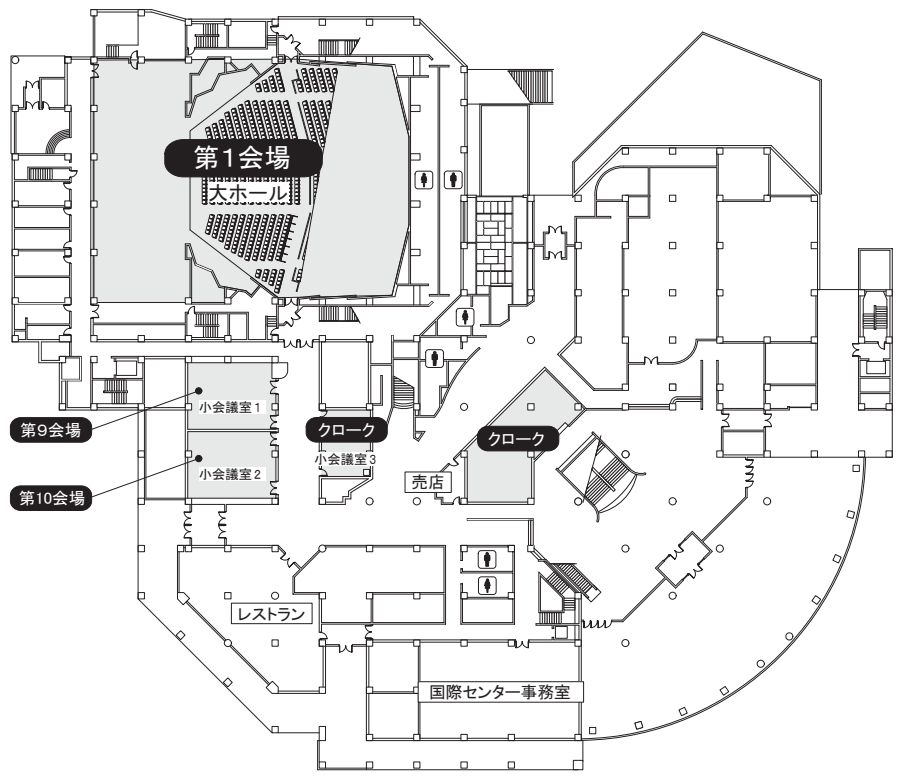 第1会場
大ホール
小会議室1
第9会場
クローク
クローク
小会議室3
小会議室2
売店
第10会場
レストラン
国際センター事務室